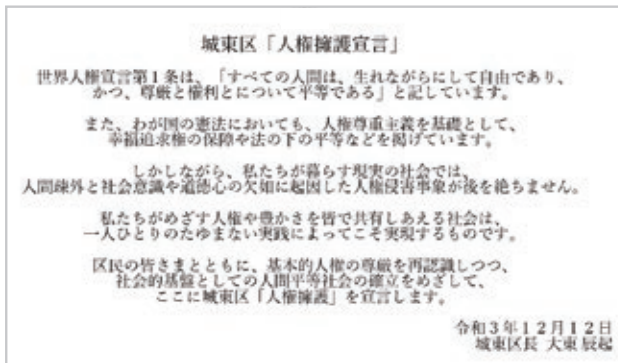 城東区「人権擁護宣言」
世界人権宣言第1条は、「すべての人間は、生れながらにして自由であり、
かつ、尊厳と権利とについて平等である」と記しています。
また、わが国の憲法においても、人権尊重主義を基礎として、
幸福追求権の保障や法の下の平等などを掲げています。
しかしながら、私たちが暮らす現実の社会では、
人間疎外と社会意識や道徳心の欠如に起因した人権侵害事象が後を絶ちません。
私たちがめざす人権や豊かさを皆で共有しあえる社会は、
一人ひとりのたゆまない実践によってこそ実現するものです。
区民の皆さまとともに、基本的人権の尊厳を再認識しつつ、
社会的基盤としての人間平等社会の確立をめざして、
ここに城東区「人権擁護」を宣言します。
令和3年12月12日
城東区長 大東辰起